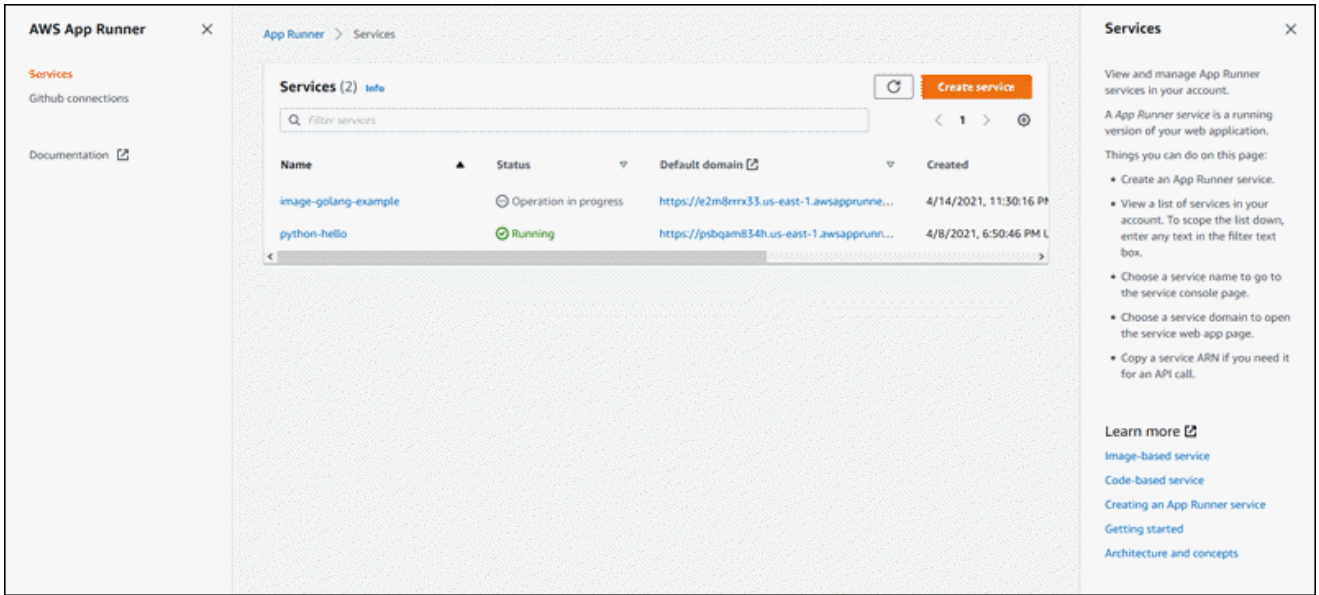 AWS App Runner
Services
Github connections
Documentation
App Runner > Services
Services (2) Info
Create service
Filter services
< 1 >
Name Status Default domain Created
image-golang-example Operation in progress https://e2m8rrrx33.us-east-1.awsapprunne... 4/14/2021, 11:30:16 PM
python-hello Running https://psbqam834h.us-east-1.awsapprunn... 4/8/2021, 6:50:46 PM U
Services
View and manage App Runner
services in your account.
A App Runner service is a running
version of your web application.
Things you can do on this page:
• Create an App Runner service.
• View a list of services in your
account. To scope the list down,
enter any text in the filter text
box.
• Choose a service name to go to
the service console page.
• Choose a service domain to open
the service web app page.
• Copy a service ARN if you need it
for an API call.
Learn more
Image-based service
Code-based service
Creating an App Runner service
Getting started
Architecture and concepts